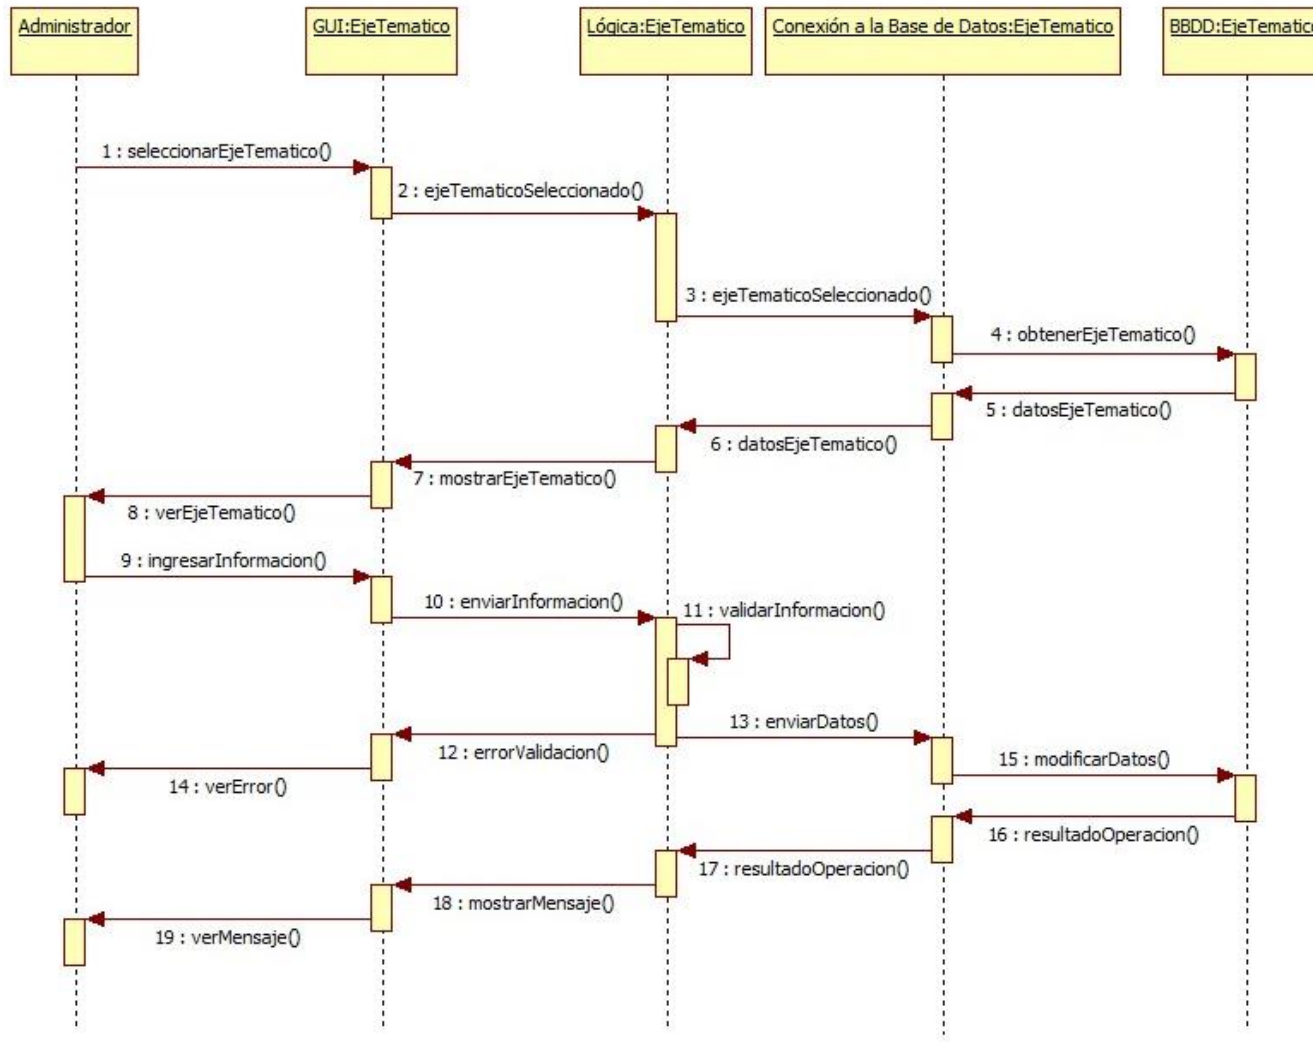 Administrador
GUI:EjeTematico
Lógica:EjeTematico
Conexión a la Base de Datos:EjeTematico
BBDD:EjeTematico
1 : seleccionarEjeTematico()
2 : ejeTematicoSeleccionado()
3 : ejeTematicoSeleccionado()
4 : obtenerEjeTematico()
5 : datosEjeTematico()
6 : datosEjeTematico()
7 : mostrarEjeTematico()
8 : verEjeTematico()
9 : ingresarInformacion()
10 : enviarInformacion()
11 : validarInformacion()
12 : errorValidacion()
13 : enviarDatos()
14 : verError()
15 : modificarDatos()
16 : resultadoOperacion()
17 : resultadoOperacion()
18 : mostrarMensaje()
19 : verMensaje()